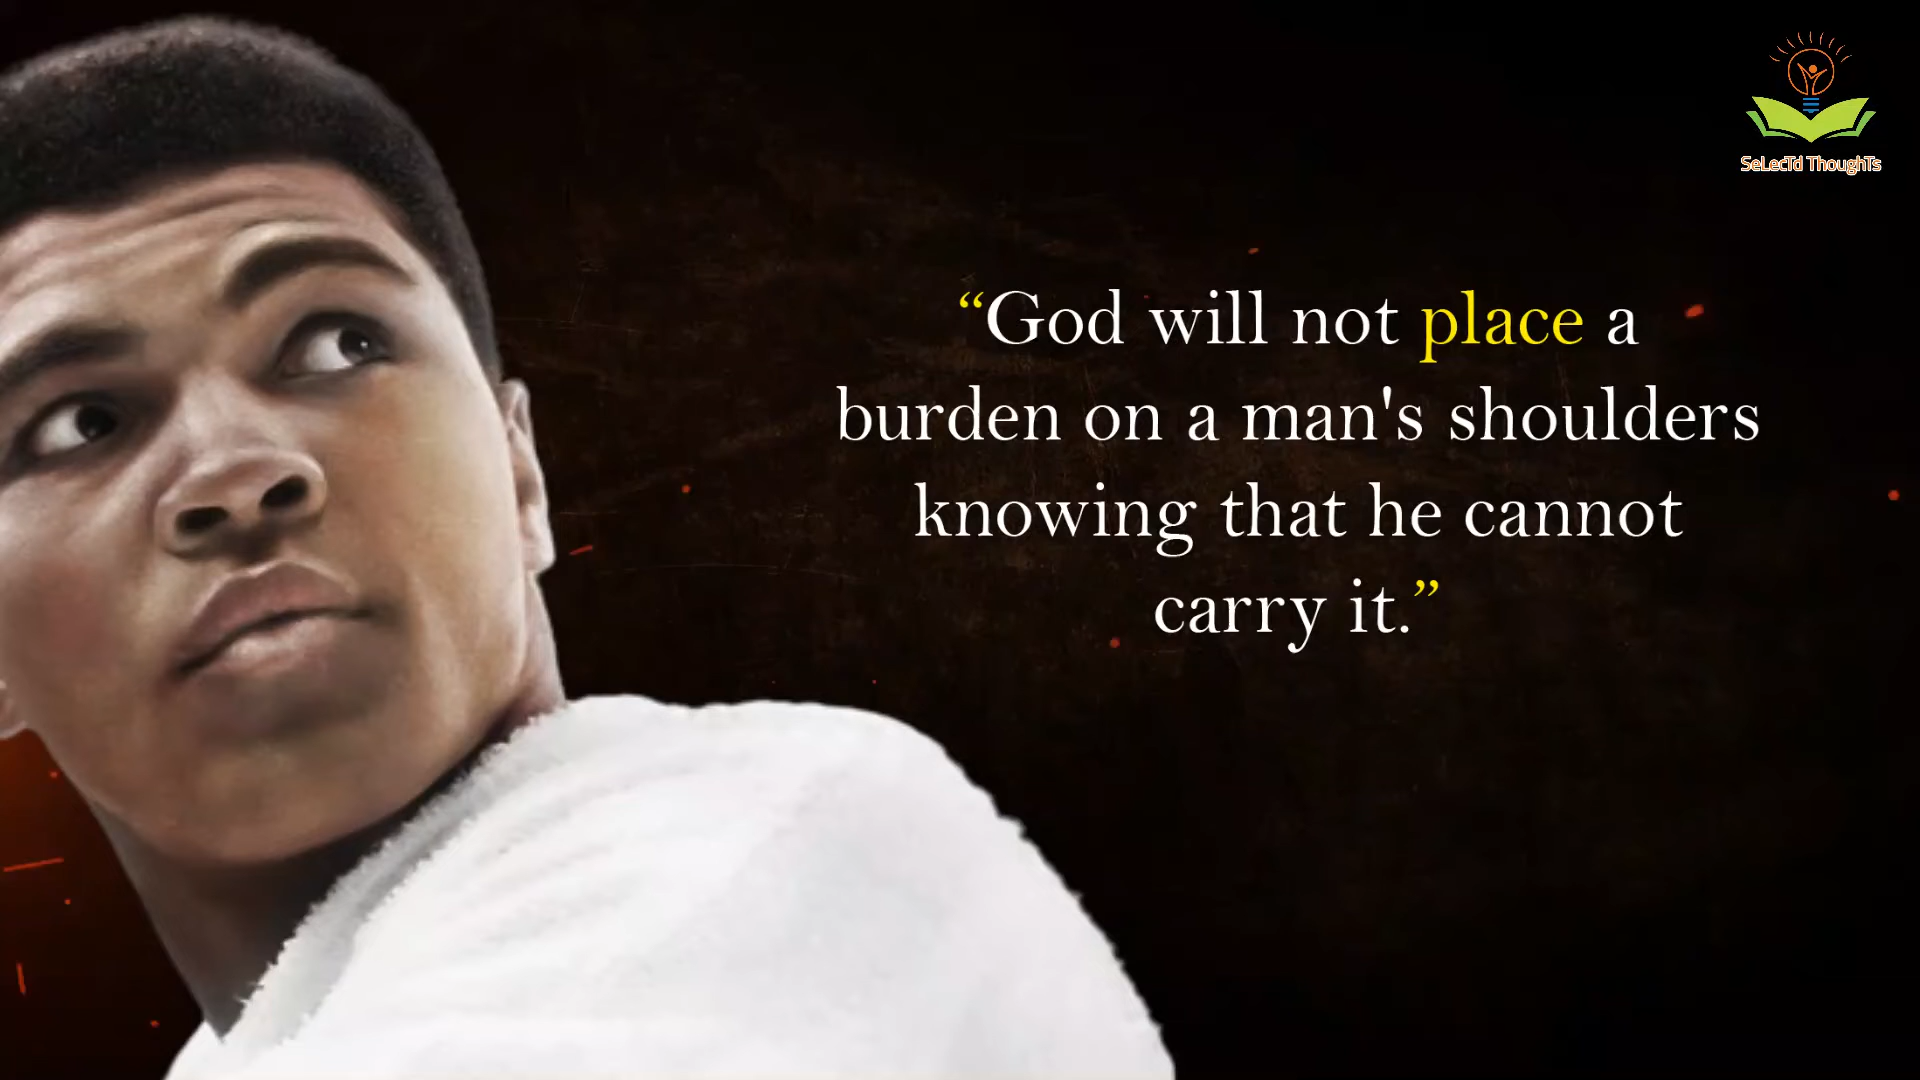 SeLecTd ThoughTs
“God will not place a
burden on a man's shoulders
knowing that he cannot
carry it.”